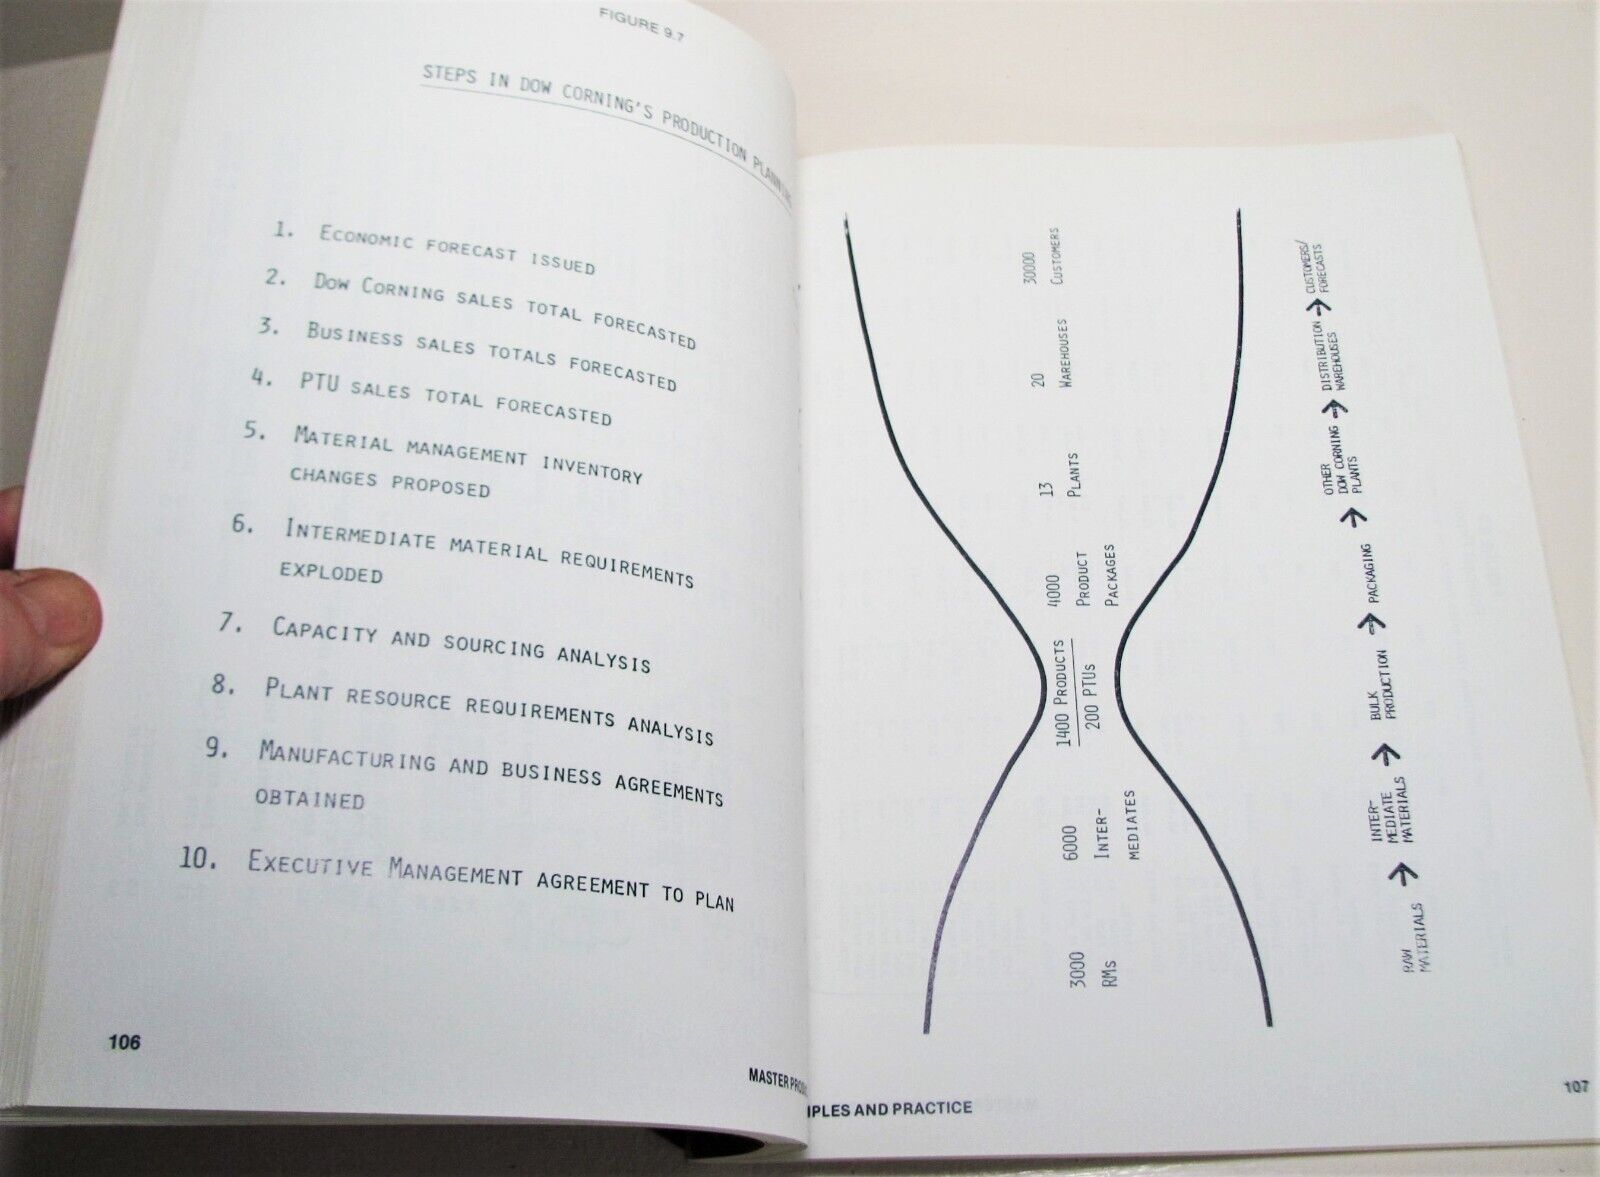 FIGURE 9.7
STEPS IN DOW CORNING'S PRODUCTION
1. ECONOMIC FORECAST ISSUED
2. DOW CORNING SALES TOTAL FORECASTED
3. BUSINESS SALES TOTALS FORECASTED
4. PTU SALES TOTAL FORECASTED
5. MATERIAL MANAGEMENT INVENTORY
CHANGES PROPOSED
6. INTERMEDIATE MATERIAL REQUIREMENTS
EXPLODED
7. CAPACITY AND SOURCING ANALYSIS
8. PLANT RESOURCE REQUIREMENTS ANALYSIS
9. MANUFACTURING AND BUSINESS AGREEMENTS
OBTAINED
10. EXECUTIVE MANAGEMENT AGREEMENT TO PLAN
106
MASTER
3000
RMs
6000
INTER-
MEDIATES
1400 PRODUCTS
200 PTUs
4000
PRODUCT
PACKAGES
13
PLANTS
20
WAREHOUSES
30000
CUSTOMERS
RAW
MATERIALS
→
INTER-
MEDIATE
MATERIALS
→
BULK
PRODUCTION
→
PACKAGING
→
OTHER
DOW CORNING
PLANTS
→
DISTRIBUTION
WAREHOUSES
→
CUSTOMERS/
FORECASTS
IPLES AND PRACTICE
107